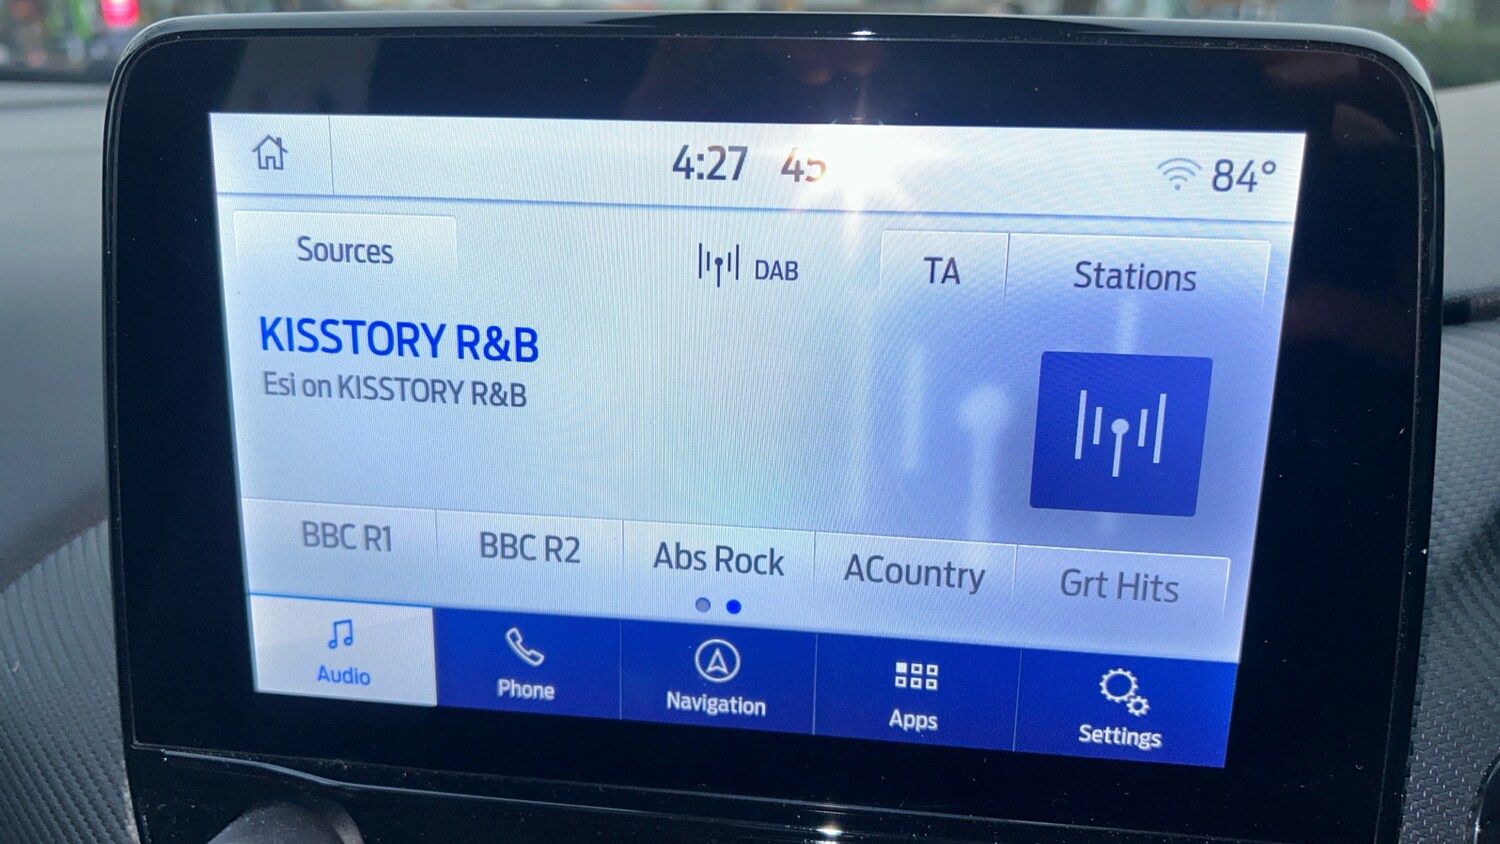 4:27 45 84°
Sources DAB TA Stations
KISSTORY R&B
Esi on KISSTORY R&B
BBC R1 BBC R2 Abs Rock ACountry Grt Hits
Audio Phone Navigation Apps Settings